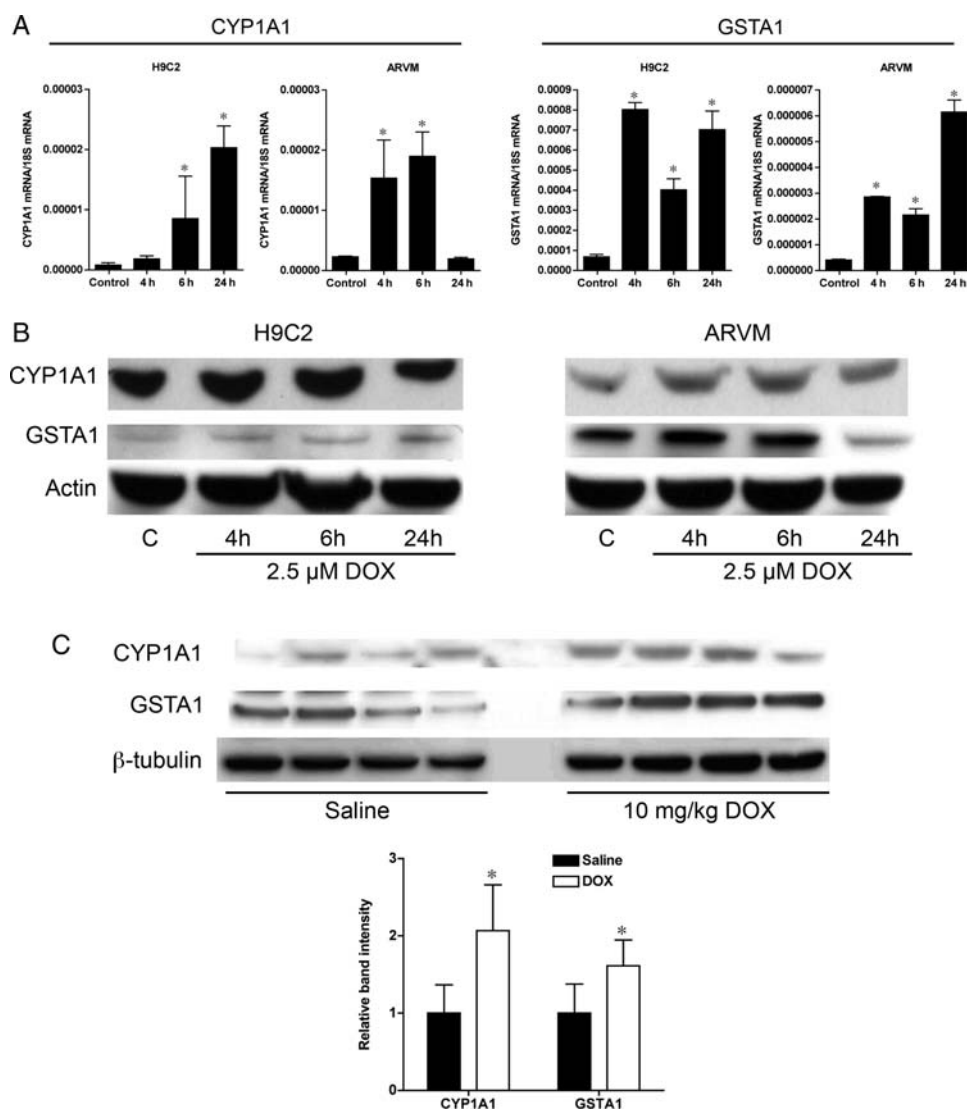 A
CYP1A1
GSTA1
H9C2
ARVM
H9C2
ARVM
CYP1A1 mRNA/18S mRNA
0.00003
0.00002
0.00001
0.00000
Control 4 h 6 h 24 h
CYP1A1 mRNA/18S mRNA
0.00003
0.00002
0.00001
0.00000
Control 4 h 6 h 24 h
GSTA1 mRNA/18S mRNA
0.0009
0.0008
0.0007
0.0006
0.0005
0.0004
0.0003
0.0002
0.0001
0.0000
Control 4h 6 h 24 h
GSTA1 mRNA/18S mRNA
0.000007
0.000006
0.000005
0.000004
0.000003
0.000002
0.000001
0.000000
Control 4 h 6 h 24 h
* * * * * * * * * *
B
H9C2
ARVM
CYP1A1
GSTA1
Actin
C 4h 6h 24h
2.5 µM DOX
C 4h 6h 24h
2.5 µM DOX
C
CYP1A1
GSTA1
β-tubulin
Saline
10 mg/kg DOX
Relative band intensity
3
2
1
0
Saline
DOX
*
*
CYP1A1
GSTA1